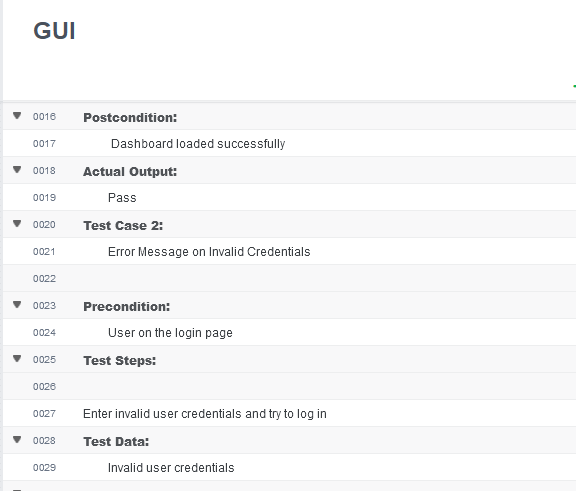 GUI
0016 Postcondition:
0017 Dashboard loaded successfully
0018 Actual Output:
0019 Pass
0020 Test Case 2:
0021 Error Message on Invalid Credentials
0022
0023 Precondition:
0024 User on the login page
0025 Test Steps:
0026
0027 Enter invalid user credentials and try to log in
0028 Test Data:
0029 Invalid user credentials